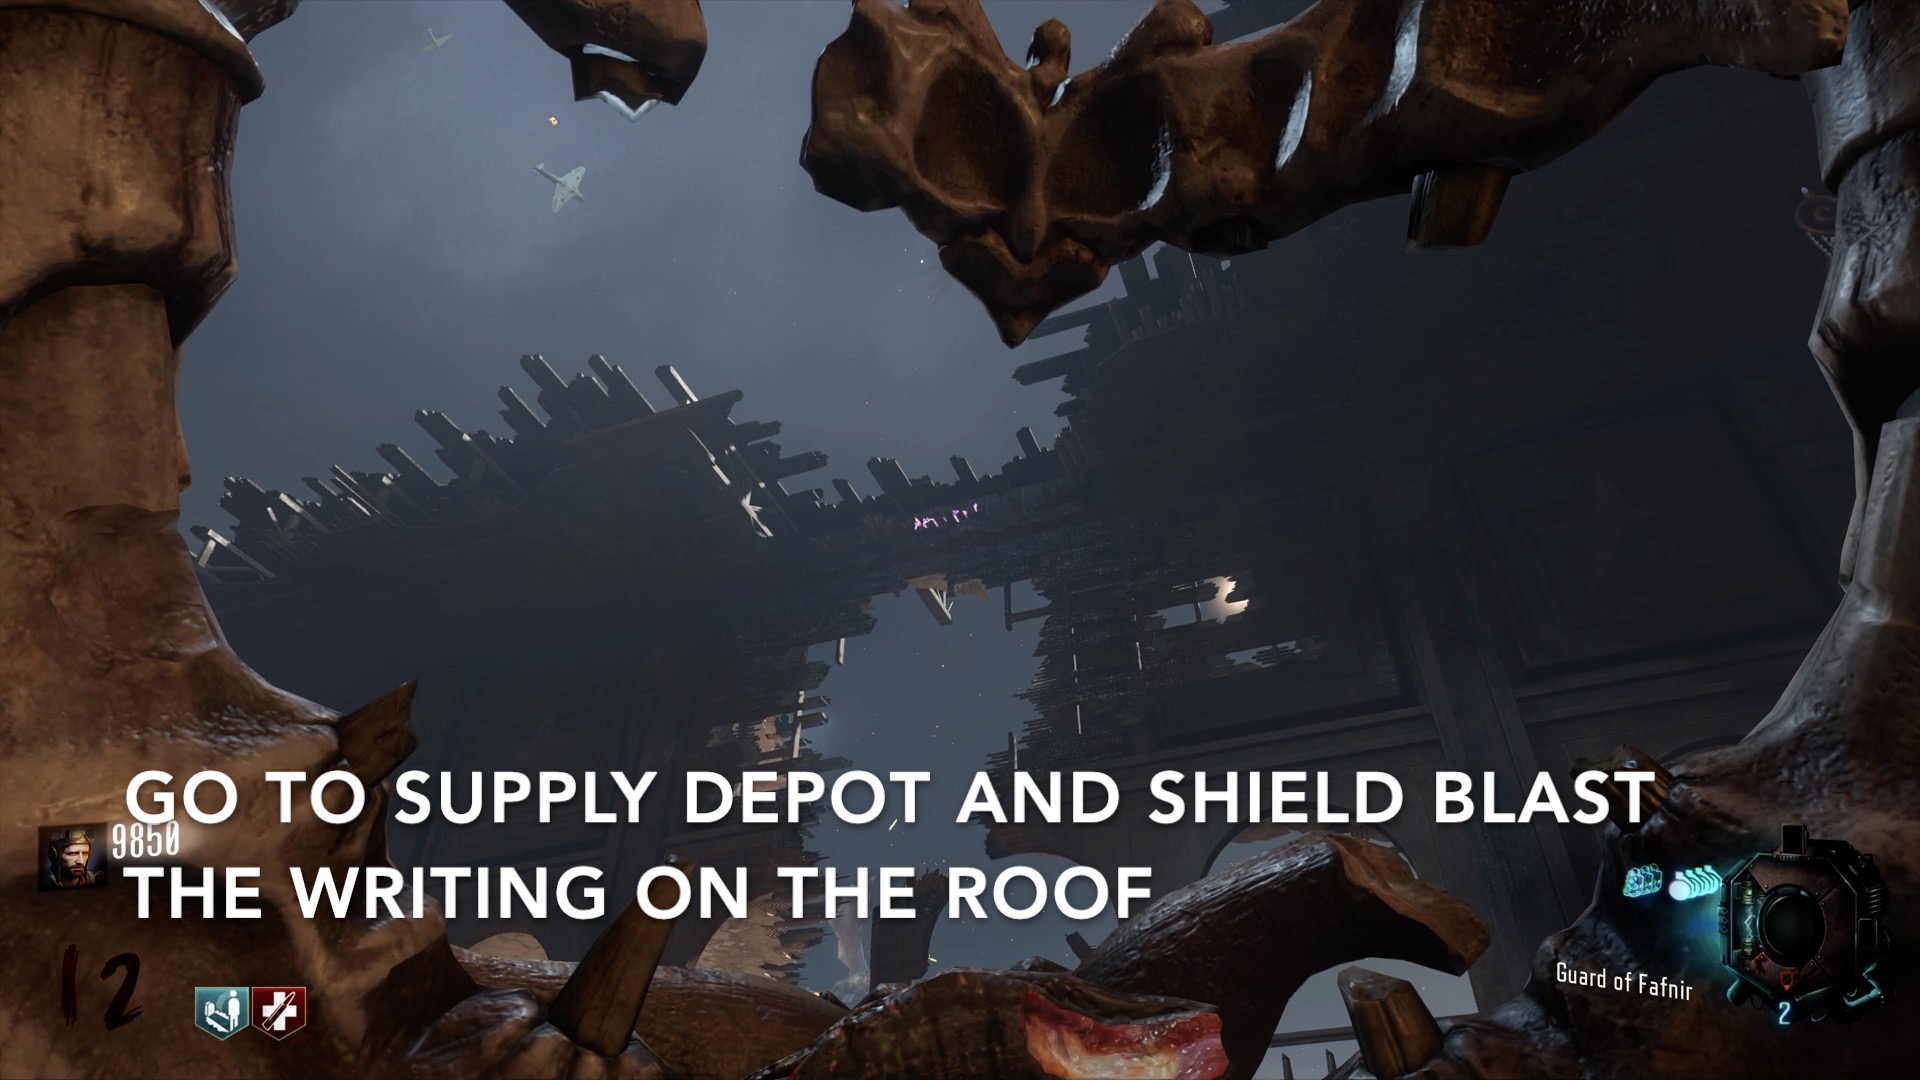 GO TO SUPPLY DEPOT AND SHIELD BLAST
9850
THE WRITING ON THE ROOF
12
Guard of Fafnir
2